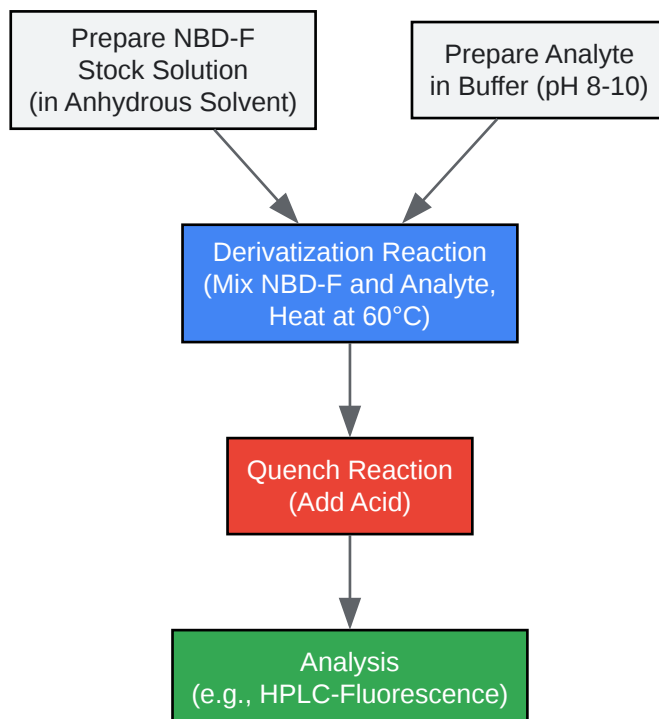 Prepare NBD-F
Stock Solution
(in Anhydrous Solvent)
Prepare Analyte
in Buffer (pH 8-10)
Derivatization Reaction
(Mix NBD-F and Analyte,
Heat at 60°C)
Quench Reaction
(Add Acid)
Analysis
(e.g., HPLC-Fluorescence)